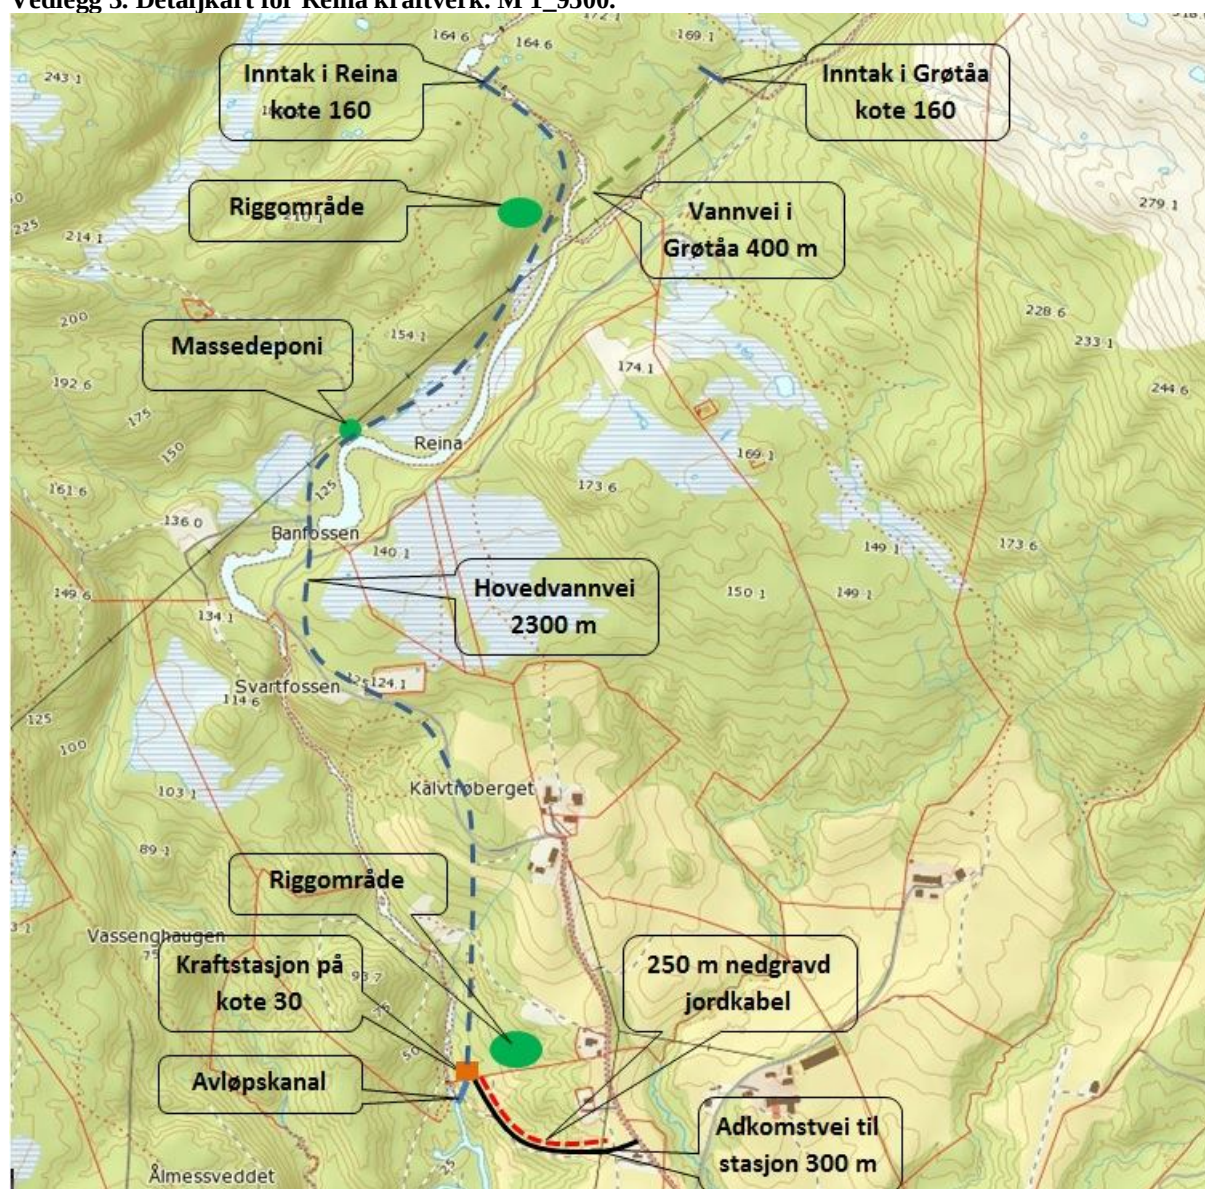 Vedlegg 3. Detaljkart for Reina kraftverk. M 1_9500.
164.6
164.6
172.1
169.1
243.1
Inntak i Reina
kote 160
Inntak i Grøtåa
kote 160
Riggområde
210.1
225
214.1
Vannvei i
Grøtåa 400 m
279.1
200
154.1
228.6
233.1
Massedeponi
174.1
192.6
175
244.6
150
Reina
169.1
161.6
125
173.6
136.0
Banfossen
140.1
149.1
173.6
149.6
Hovedvannvei
2300 m
150.1
149.1
134.1
Svartfossen
125
124.1
114.6
125
100
103.1
Kalvtrøberget
89.1
Riggområde
Vassenghaugen
75
Kraftstasjon på
kote 30
93.7
250 m nedgravd
jordkabel
50
Avløpskanal
Adkomstvei til
stasjon 300 m
25
Ålmessveddet